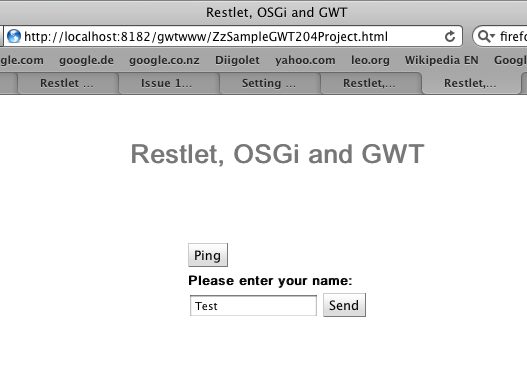 Restlet, OSGi and GWT
http://localhost:8182/gwtwww/ZzSampleGWT204Project.html
gle.com google.de google.co.nz Diigolet yahoo.com leo.org Wikipedia EN Googl
Restlet ... Issue 1... Setting ... Restlet,... Restlet,...
Restlet, OSGi and GWT
Ping
Please enter your name:
Test Send